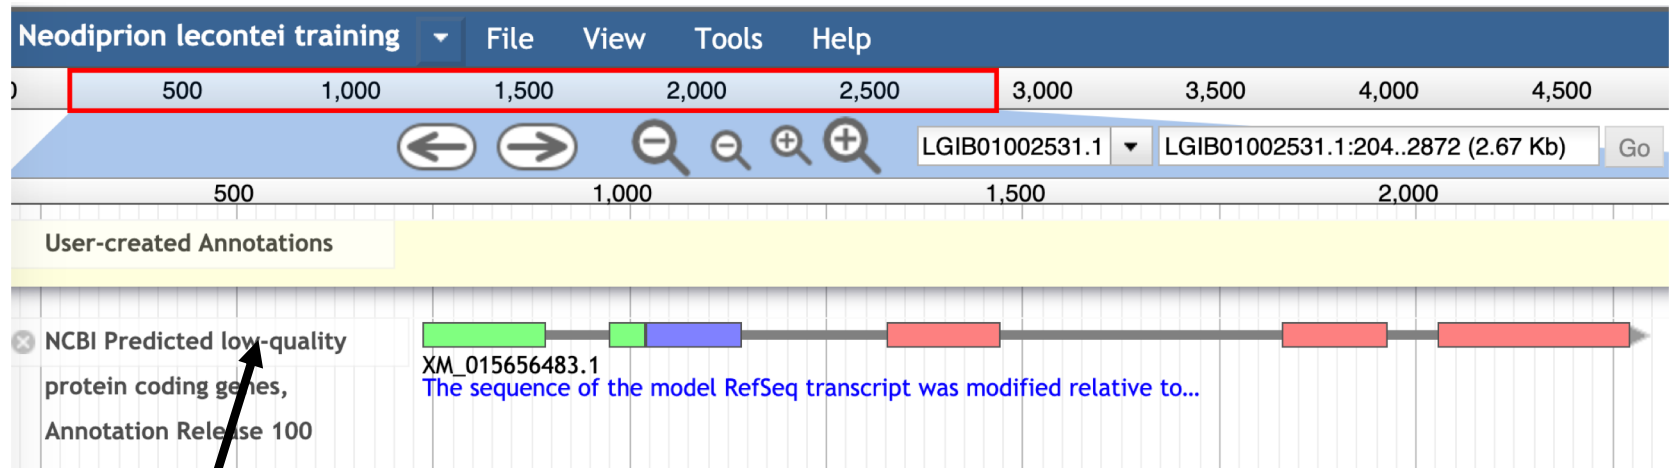 Neodiprion lecontei training File View Tools Help
0 500 1,000 1,500 2,000 2,500 3,000 3,500 4,000 4,500
LGIB01002531.1 LGIB01002531.1:204..2872 (2.67 Kb) Go
500 1,000 1,500 2,000
User-created Annotations
NCBI Predicted low-quality
protein coding genes,
Annotation Release 100
XM_015656483.1
The sequence of the model RefSeq transcript was modified relative to...